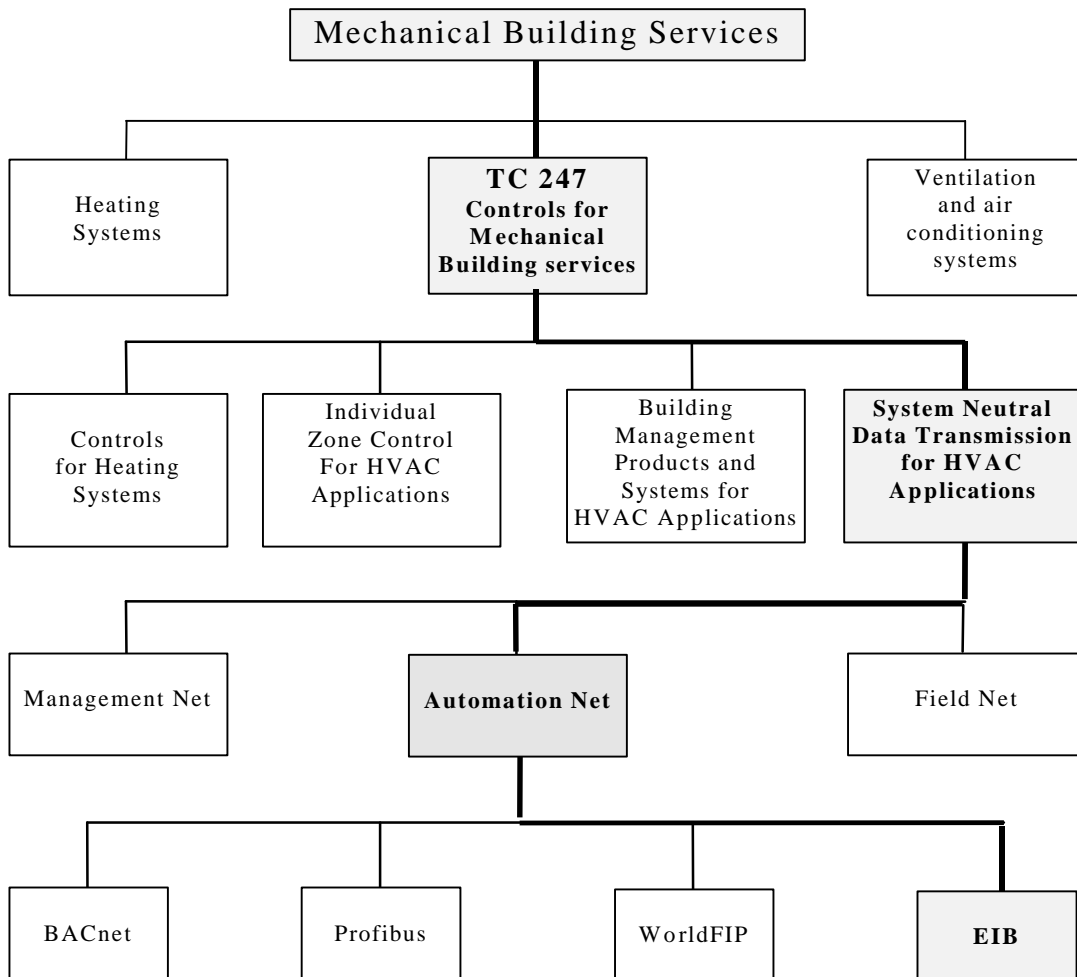 Mechanical Building Services
Heating
Systems
TC 247
Controls for
Mechanical
Building services
Ventilation
and air
conditioning
systems
Controls
for Heating
Systems
Individual
Zone Control
For HVAC
Applications
Building
Management
Products and
Systems for
HVAC Applications
System Neutral
Data Transmission
for HVAC
Applications
Management Net
Automation Net
Field Net
BACnet
Profibus
WorldFIP
EIB